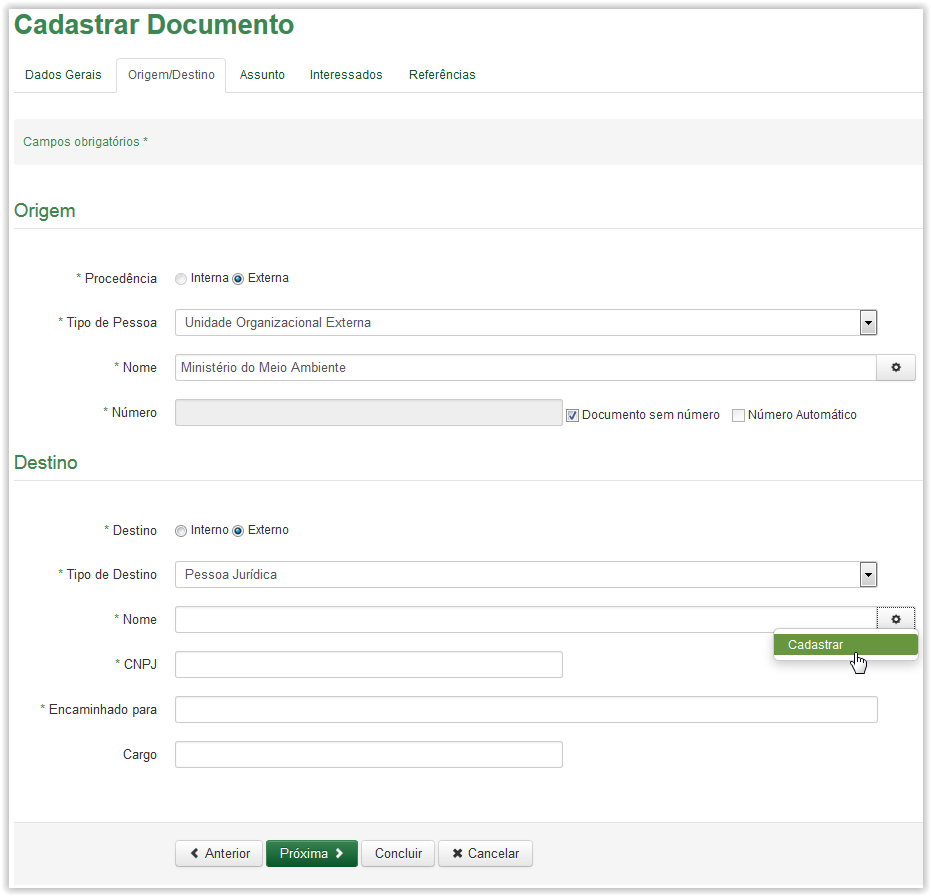 Cadastrar Documento
Dados Gerais Origem/Destino Assunto Interessados Referências
Campos obrigatórios *
Origem
* Procedência Interna Externa
* Tipo de Pessoa Unidade Organizacional Externa
* Nome Ministério do Meio Ambiente
* Número Documento sem número Número Automático
Destino
* Destino Interno Externo
* Tipo de Destino Pessoa Jurídica
* Nome
Cadastrar
* CNPJ
* Encaminhado para
Cargo
Anterior Próxima Concluir Cancelar